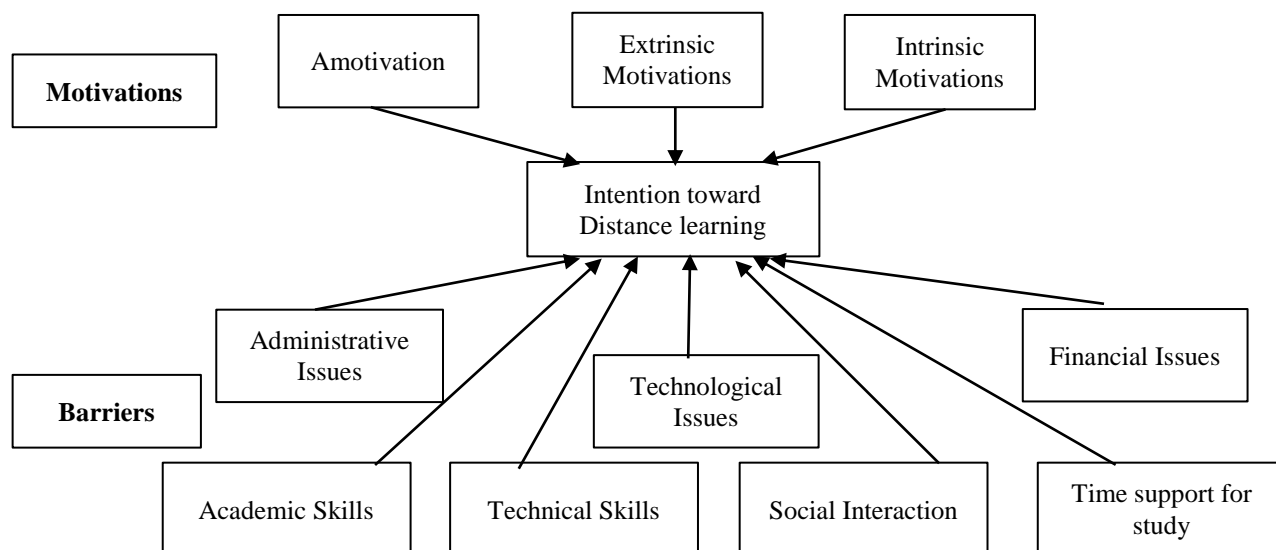 Amotivation
Extrinsic
Motivations
Intrinsic
Motivations
Motivations
Intention toward
Distance learning
Administrative
Issues
Financial Issues
Technological
Issues
Barriers
Academic Skills
Technical Skills
Social Interaction
Time support for
study